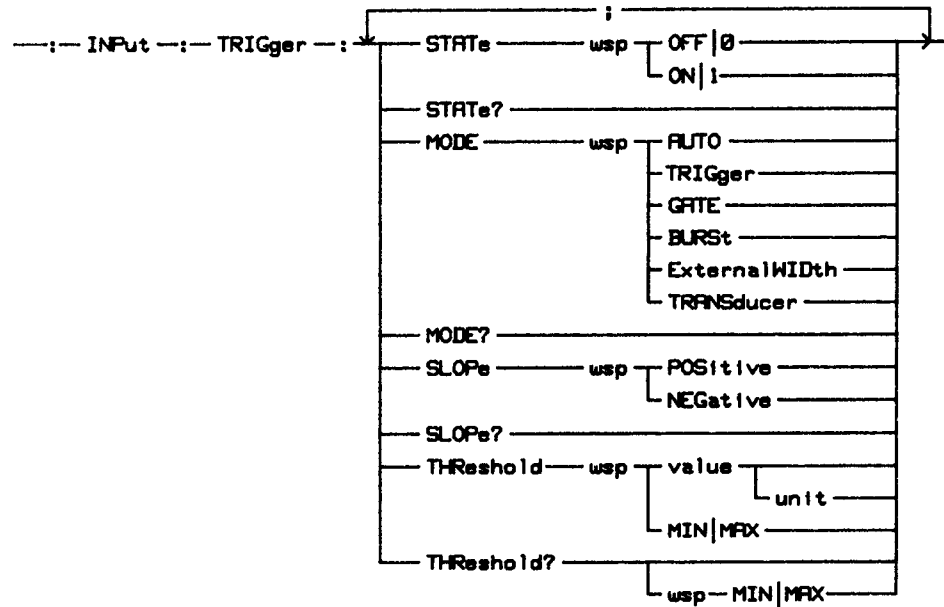 ;
: INPut : TRIGger : STATe wsp OFF|0
ON|1
STATe?
MODE wsp AUTO
TRIGger
GATE
BURSt
ExternalWIDth
TRANSducer
MODE?
SLOPe wsp POSitive
NEGative
SLOPe?
THReshold wsp value
unit
MIN|MAX
THReshold?
wsp MIN|MAX